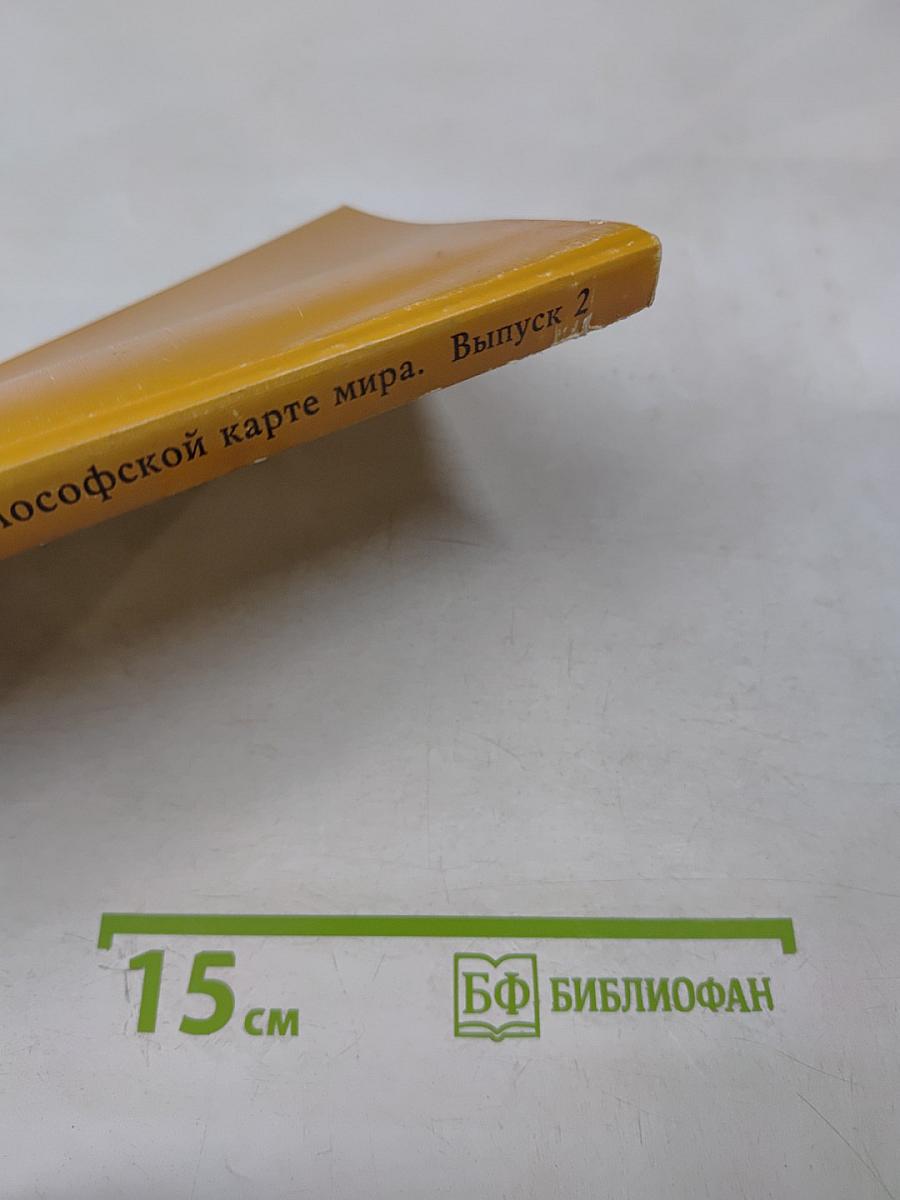 лософской карте мира. Выпуск 2
15 см
БФ БИБЛИОФАН